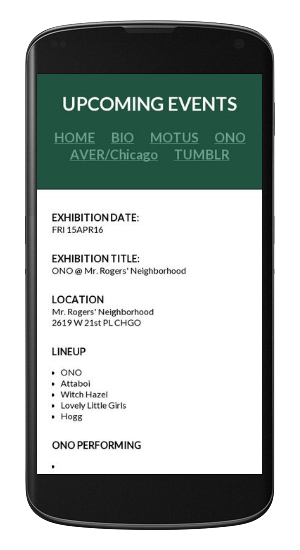 UPCOMING EVENTS
HOME BIO MOTUS ONO
AVER/Chicago TUMBLR
EXHIBITION DATE:
FRI 15APR16
EXHIBITION TITLE:
ONO @ Mr. Rogers' Neighborhood
LOCATION
Mr. Rogers' Neighborhood
2619 W 21st PL CHGO
LINEUP
ONO
Attaboi
Witch Hazel
Lovely Little Girls
Hogg
ONO PERFORMING